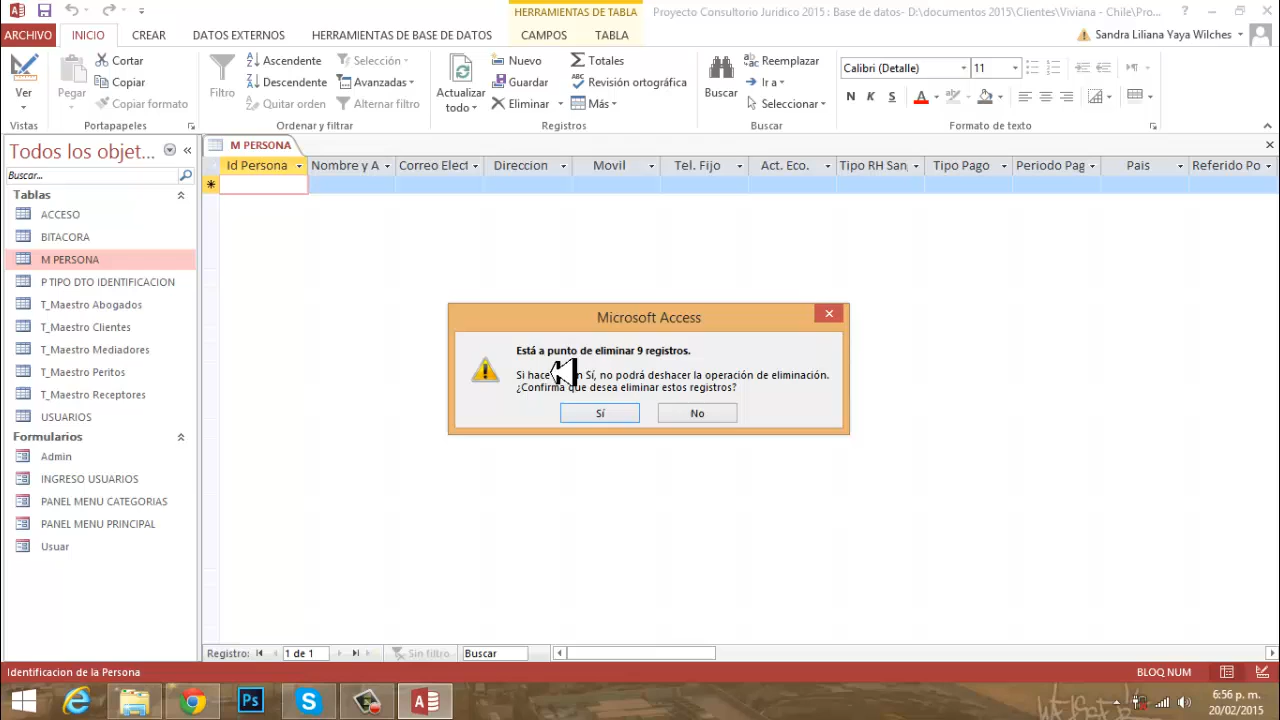 HERRAMIENTAS DE TABLA
Proyecto Consultorio Juridico 2015 : Base de datos- D:\documentos 2015\Clientes\Viviana - Chile\Pro...
ARCHIVO INICIO CREAR DATOS EXTERNOS HERRAMIENTAS DE BASE DE DATOS CAMPOS TABLA
Sandra Liliana Yaya Wilches
Ver
Vistas
Pegar
Cortar
Copiar
Copiar formato
Portapapeles
Filtro
Ascendente
Descendente
Quitar orden
Selección
Avanzadas
Alternar filtro
Ordenar y filtrar
Actualizar
todo
Nuevo
Guardar
Eliminar
Totales
Revisión ortográfica
Más
Registros
Buscar
Reemplazar
Ir a
Seleccionar
Buscar
Calibri (Detalle) 11
N K S A
Formato de texto
Todos los objet...
Buscar...
Tablas
ACCESO
BITACORA
M PERSONA
P TIPO DTO IDENTIFICACION
T_Maestro Abogados
T_Maestro Clientes
T_Maestro Mediadores
T_Maestro Peritos
T_Maestro Receptores
USUARIOS
Formularios
Admin
INGRESO USUARIOS
PANEL MENU CATEGORIAS
PANEL MENU PRINCIPAL
Usuar
M PERSONA
Id Persona Nombre y A Correo Elect Direccion Movil Tel. Fijo Act. Eco. Tipo RH San Tipo Pago Periodo Pag Pais Referido Po
Microsoft Access
Está a punto de eliminar 9 registros.
Si hace Sí, no podrá deshacer la operación de eliminación.
¿Confirma que desea eliminar estos registros?
Sí No
Registro: 1 de 1 Sin filtro Buscar
Identificacion de la Persona
BLOQ NUM
Ps
6:56 p. m.
20/02/2015